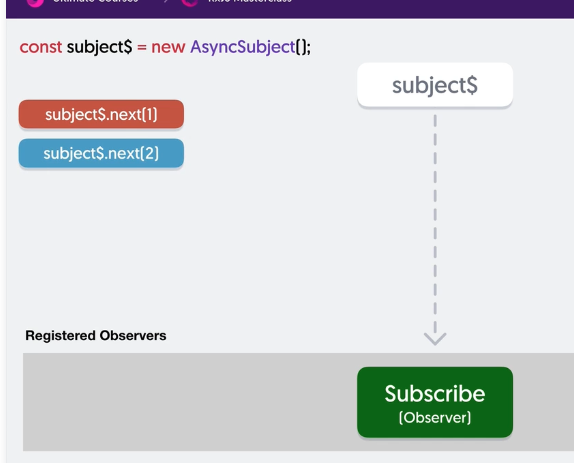 Ultimate Courses
RxJS Masterclass
const subject$ = new AsyncSubject();
subject$
subject$.next(1)
subject$.next(2)
Registered Observers
Subscribe
(Observer)